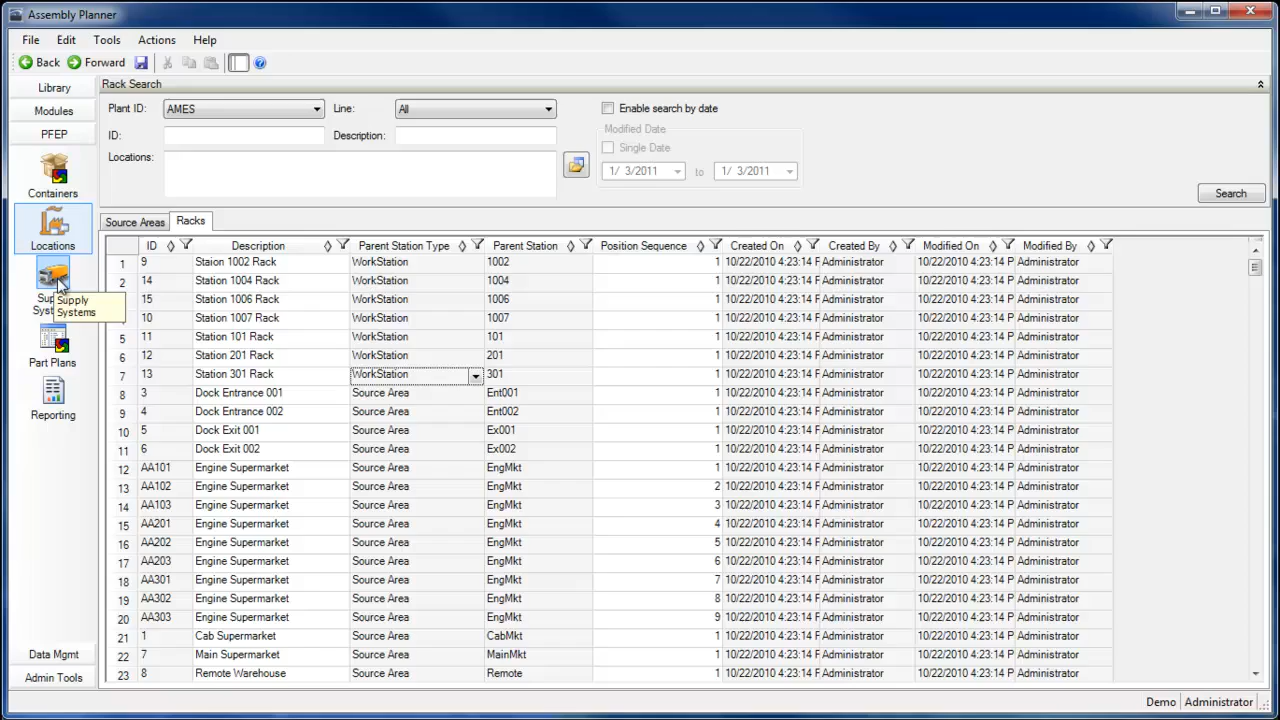 Assembly Planner
File Edit Tools Actions Help
Back Forward
Library
Modules
PFEP
Containers
Locations
Supply
Systems
Part Plans
Reporting
Data Mgmt
Admin Tools
Rack Search
Plant ID: AMES Line: All Enable search by date
ID: Description: Modified Date
Locations: Single Date
1/ 3/2011 to 1/ 3/2011
Search
Source Areas Racks
ID Description Parent Station Type Parent Station Position Sequence Created On Created By Modified On Modified By
1 9 Staion 1002 Rack WorkStation 1002 1 10/22/2010 4:23:14 P Administrator 10/22/2010 4:23:14 P Administrator
2 14 Station 1004 Rack WorkStation 1004 1 10/22/2010 4:23:14 P Administrator 10/22/2010 4:23:14 P Administrator
15 Station 1006 Rack WorkStation 1006 1 10/22/2010 4:23:14 P Administrator 10/22/2010 4:23:14 P Administrator
10 Station 1007 Rack WorkStation 1007 1 10/22/2010 4:23:14 P Administrator 10/22/2010 4:23:14 P Administrator
5 11 Station 101 Rack WorkStation 101 1 10/22/2010 4:23:14 P Administrator 10/22/2010 4:23:14 P Administrator
6 12 Station 201 Rack WorkStation 201 1 10/22/2010 4:23:14 P Administrator 10/22/2010 4:23:14 P Administrator
7 13 Station 301 Rack WorkStation 301 1 10/22/2010 4:23:14 P Administrator 10/22/2010 4:23:14 P Administrator
8 3 Dock Entrance 001 Source Area Ent001 1 10/22/2010 4:23:14 P Administrator 10/22/2010 4:23:14 P Administrator
9 4 Dock Entrance 002 Source Area Ent002 1 10/22/2010 4:23:14 P Administrator 10/22/2010 4:23:14 P Administrator
10 5 Dock Exit 001 Source Area Ex001 1 10/22/2010 4:23:14 P Administrator 10/22/2010 4:23:14 P Administrator
11 6 Dock Exit 002 Source Area Ex002 1 10/22/2010 4:23:14 P Administrator 10/22/2010 4:23:14 P Administrator
12 AA101 Engine Supermarket Source Area EngMkt 1 10/22/2010 4:23:14 P Administrator 10/22/2010 4:23:14 P Administrator
13 AA102 Engine Supermarket Source Area EngMkt 2 10/22/2010 4:23:14 P Administrator 10/22/2010 4:23:14 P Administrator
14 AA103 Engine Supermarket Source Area EngMkt 3 10/22/2010 4:23:14 P Administrator 10/22/2010 4:23:14 P Administrator
15 AA201 Engine Supermarket Source Area EngMkt 4 10/22/2010 4:23:14 P Administrator 10/22/2010 4:23:14 P Administrator
16 AA202 Engine Supermarket Source Area EngMkt 5 10/22/2010 4:23:14 P Administrator 10/22/2010 4:23:14 P Administrator
17 AA203 Engine Supermarket Source Area EngMkt 6 10/22/2010 4:23:14 P Administrator 10/22/2010 4:23:14 P Administrator
18 AA301 Engine Supermarket Source Area EngMkt 7 10/22/2010 4:23:14 P Administrator 10/22/2010 4:23:14 P Administrator
19 AA302 Engine Supermarket Source Area EngMkt 8 10/22/2010 4:23:14 P Administrator 10/22/2010 4:23:14 P Administrator
20 AA303 Engine Supermarket Source Area EngMkt 9 10/22/2010 4:23:14 P Administrator 10/22/2010 4:23:14 P Administrator
21 1 Cab Supermarket Source Area CabMkt 1 10/22/2010 4:23:14 P Administrator 10/22/2010 4:23:14 P Administrator
22 7 Main Supermarket Source Area MainMkt 1 10/22/2010 4:23:14 P Administrator 10/22/2010 4:23:14 P Administrator
23 8 Remote Warehouse Source Area Remote 1 10/22/2010 4:23:14 P Administrator 10/22/2010 4:23:14 P Administrator
Demo Administrator